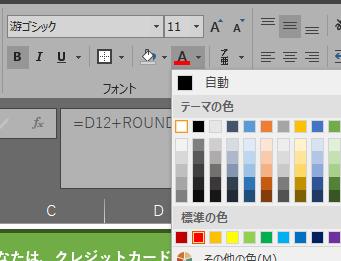 游ゴシック 11 A A
B I U A ア亜
フォント
自動
fx =D12+ROUND
テーマの色
C D
標準の色
なたは、クレジットカード
その他の色(M)